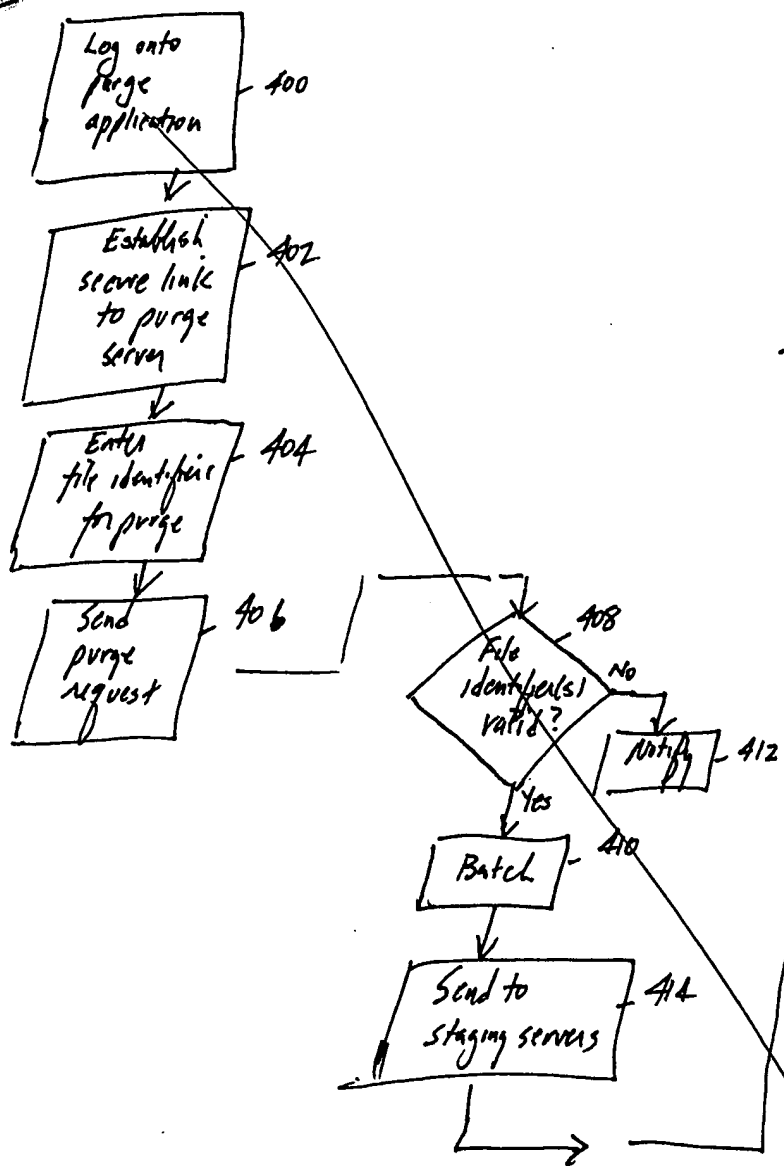 Log onto
purge
application
400
Establish
secure link
to purge
server
402
Enter
file identifiers
for purge
404
Send
purge
request
406
File
identifier(s)
valid?
408
No
Notify
412
Yes
Batch
410
Send to
staging servers
414